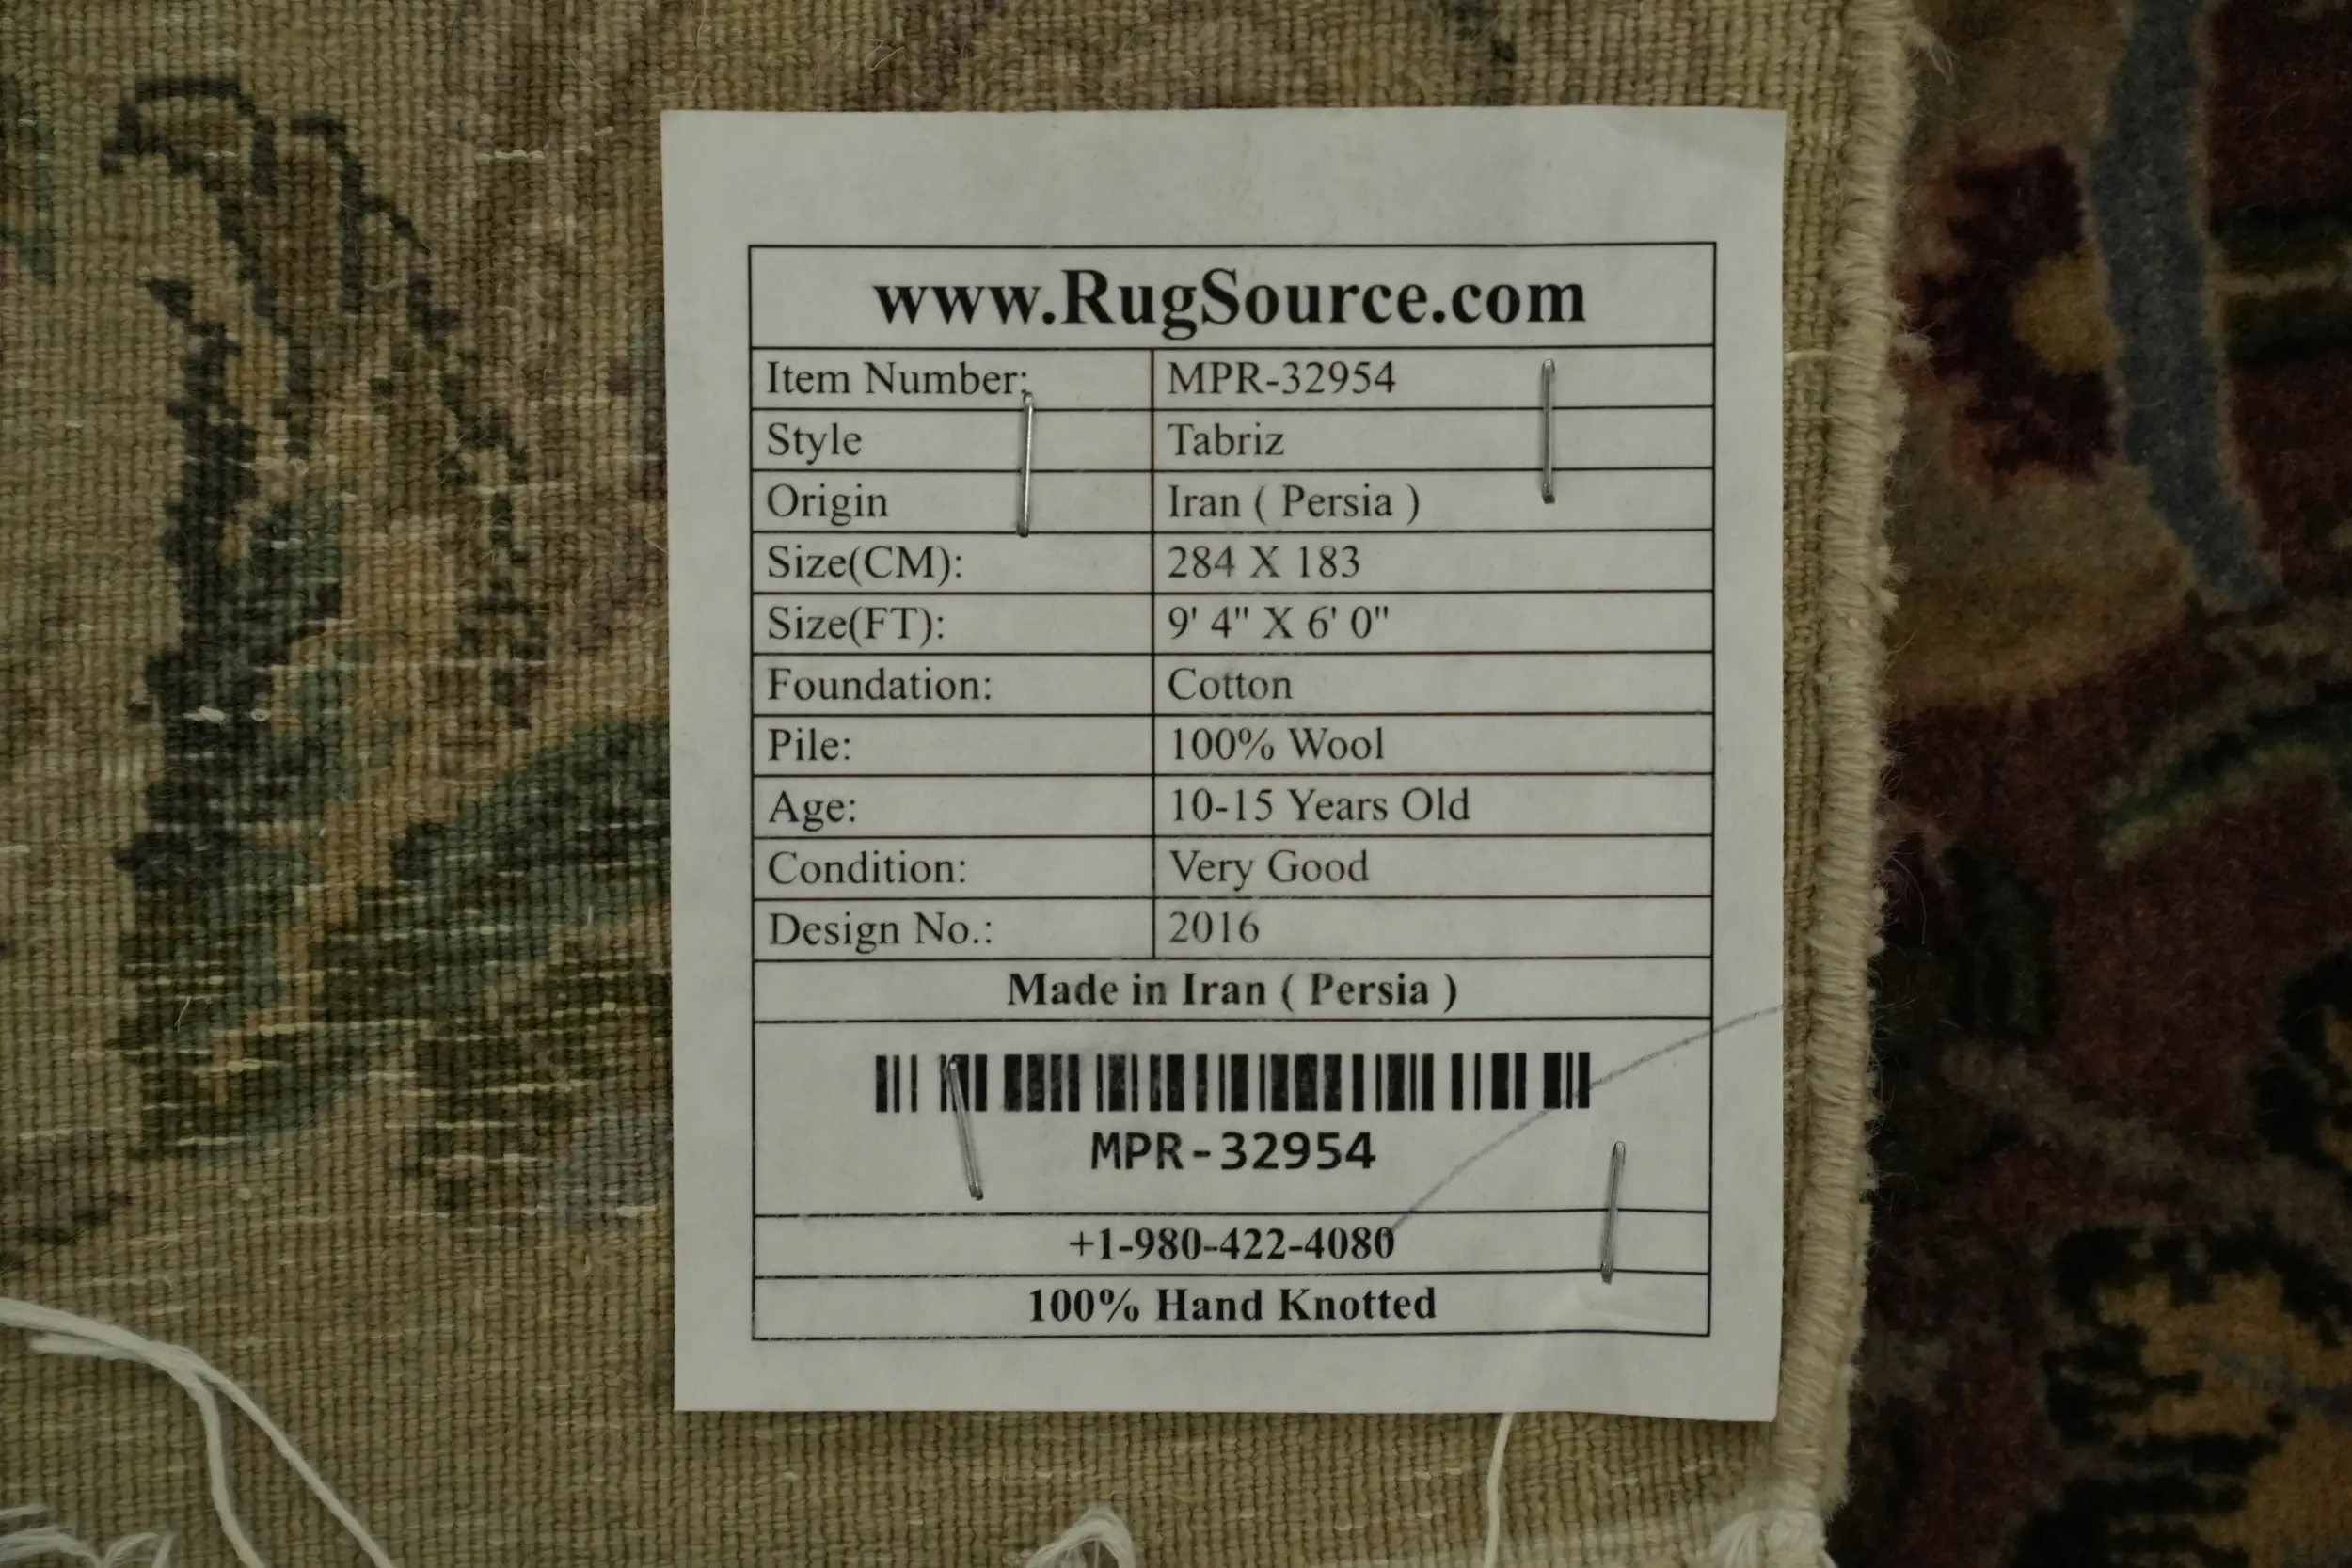 www.RugSource.com
Item Number: MPR-32954
Style Tabriz
Origin Iran ( Persia )
Size(CM): 284 X 183
Size(FT): 9' 4" X 6' 0"
Foundation: Cotton
Pile: 100% Wool
Age: 10-15 Years Old
Condition: Very Good
Design No.: 2016
Made in Iran ( Persia )
MPR-32954
+1-980-422-4080
100% Hand Knotted